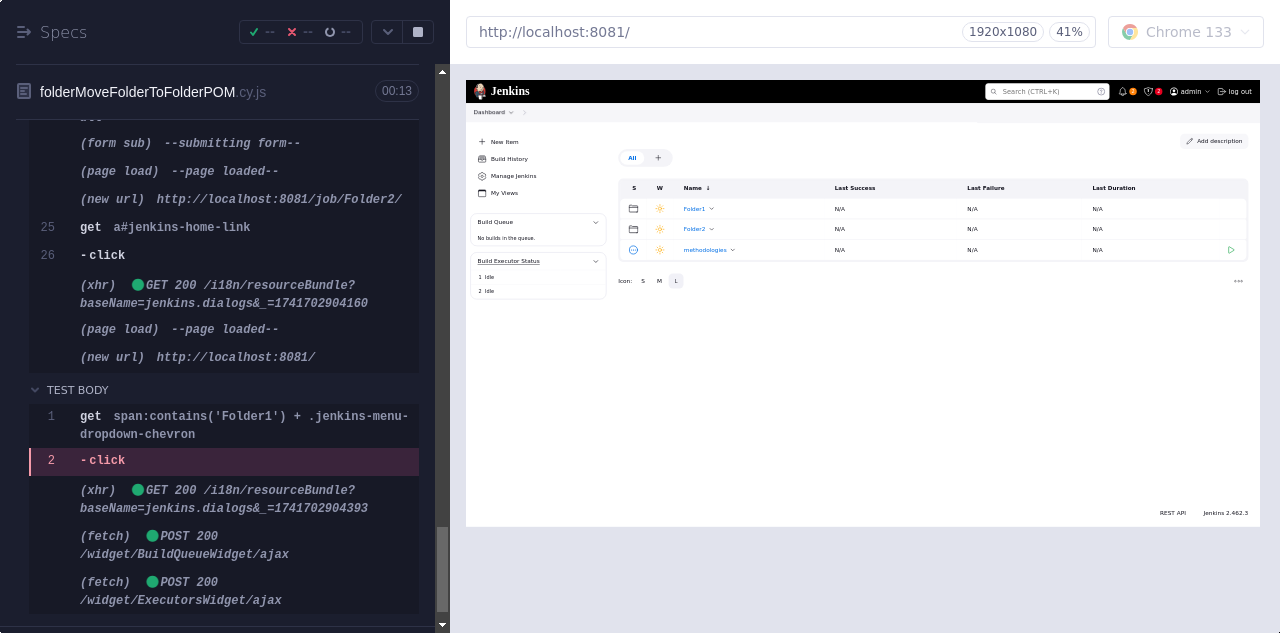 Specs
-- -- --
folderMoveFolderToFolderPOM.cy.js
00:13
(form sub) --submitting form--
(page load) --page loaded--
(new url) http://localhost:8081/job/Folder2/
25 get a#jenkins-home-link
26 -click
(xhr) GET 200 /i18n/resourceBundle?
baseName=jenkins.dialogs&_=1741702904160
(page load) --page loaded--
(new url) http://localhost:8081/
TEST BODY
1 get span:contains('Folder1') + .jenkins-menu-
dropdown-chevron
2 -click
(xhr) GET 200 /i18n/resourceBundle?
baseName=jenkins.dialogs&_=1741702904393
(fetch) POST 200
/widget/BuildQueueWidget/ajax
(fetch) POST 200
/widget/ExecutorsWidget/ajax
http://localhost:8081/
1920x1080 41%
Chrome 133
Jenkins
Search (CTRL+K)
2 2 admin log out
Dashboard
New Item
Build History
Manage Jenkins
My Views
Build Queue
No builds in the queue.
Build Executor Status
1 Idle
2 Idle
Add description
All +
S W Name ↓ Last Success Last Failure Last Duration
Folder1 N/A N/A N/A
Folder2 N/A N/A N/A
methodologies N/A N/A N/A
Icon: S M L
REST API Jenkins 2.462.3